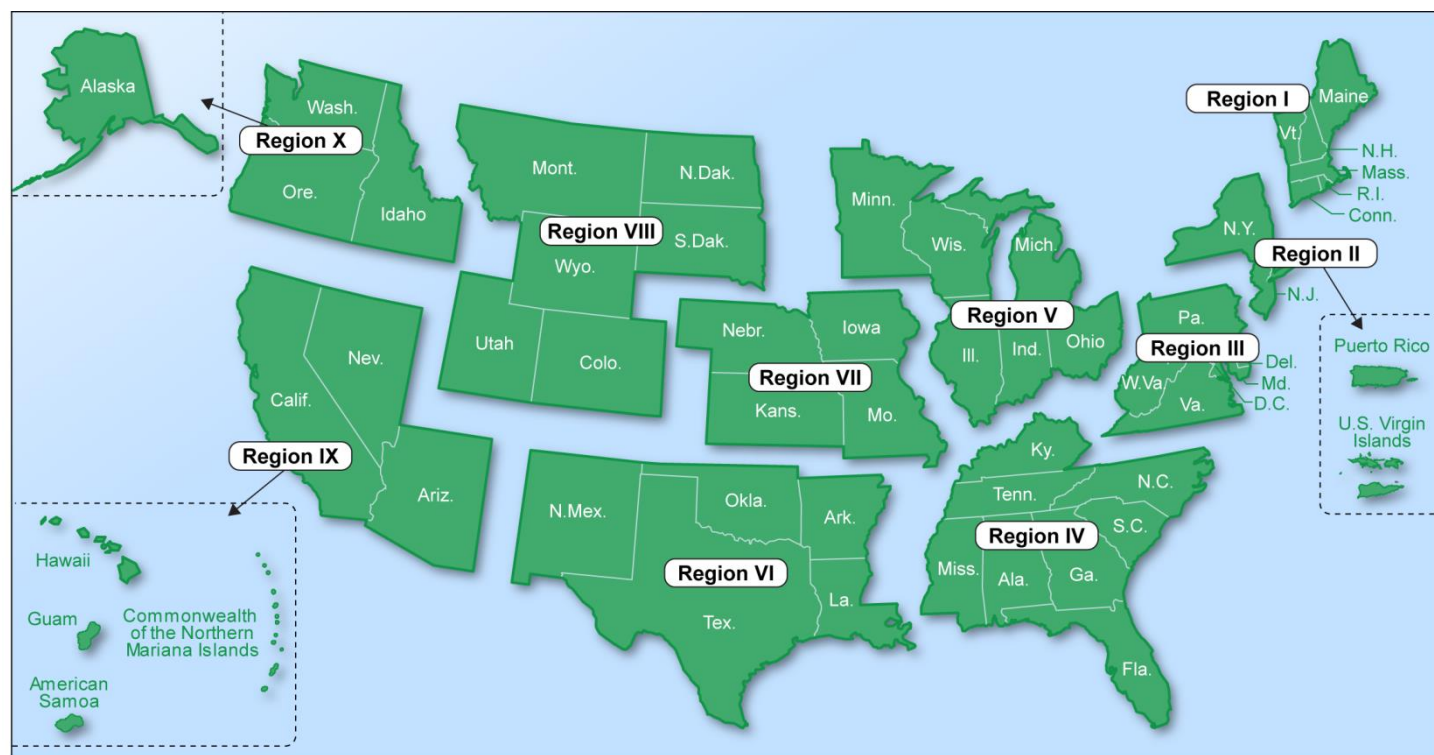 Alaska
Wash.
Region X
Ore.
Idaho
Mont.
N.Dak.
Region VIII
S.Dak.
Wyo.
Utah
Colo.
Nev.
Calif.
Region IX
Ariz.
Hawaii
Guam
Commonwealth
of the Northern
Mariana Islands
American
Samoa
Nebr.
Iowa
Region VII
Kans.
Mo.
N.Mex.
Okla.
Ark.
Region VI
Tex.
La.
Minn.
Wis.
Mich.
Region V
Ill.
Ind.
Ohio
Ky.
Tenn.
N.C.
S.C.
Region IV
Miss.
Ala.
Ga.
Fla.
Region I
Maine
Vt.
N.H.
Mass.
R.I.
Conn.
N.Y.
Region II
N.J.
Puerto Rico
U.S. Virgin
Islands
Pa.
Region III
Del.
Md.
D.C.
W.Va
Va.